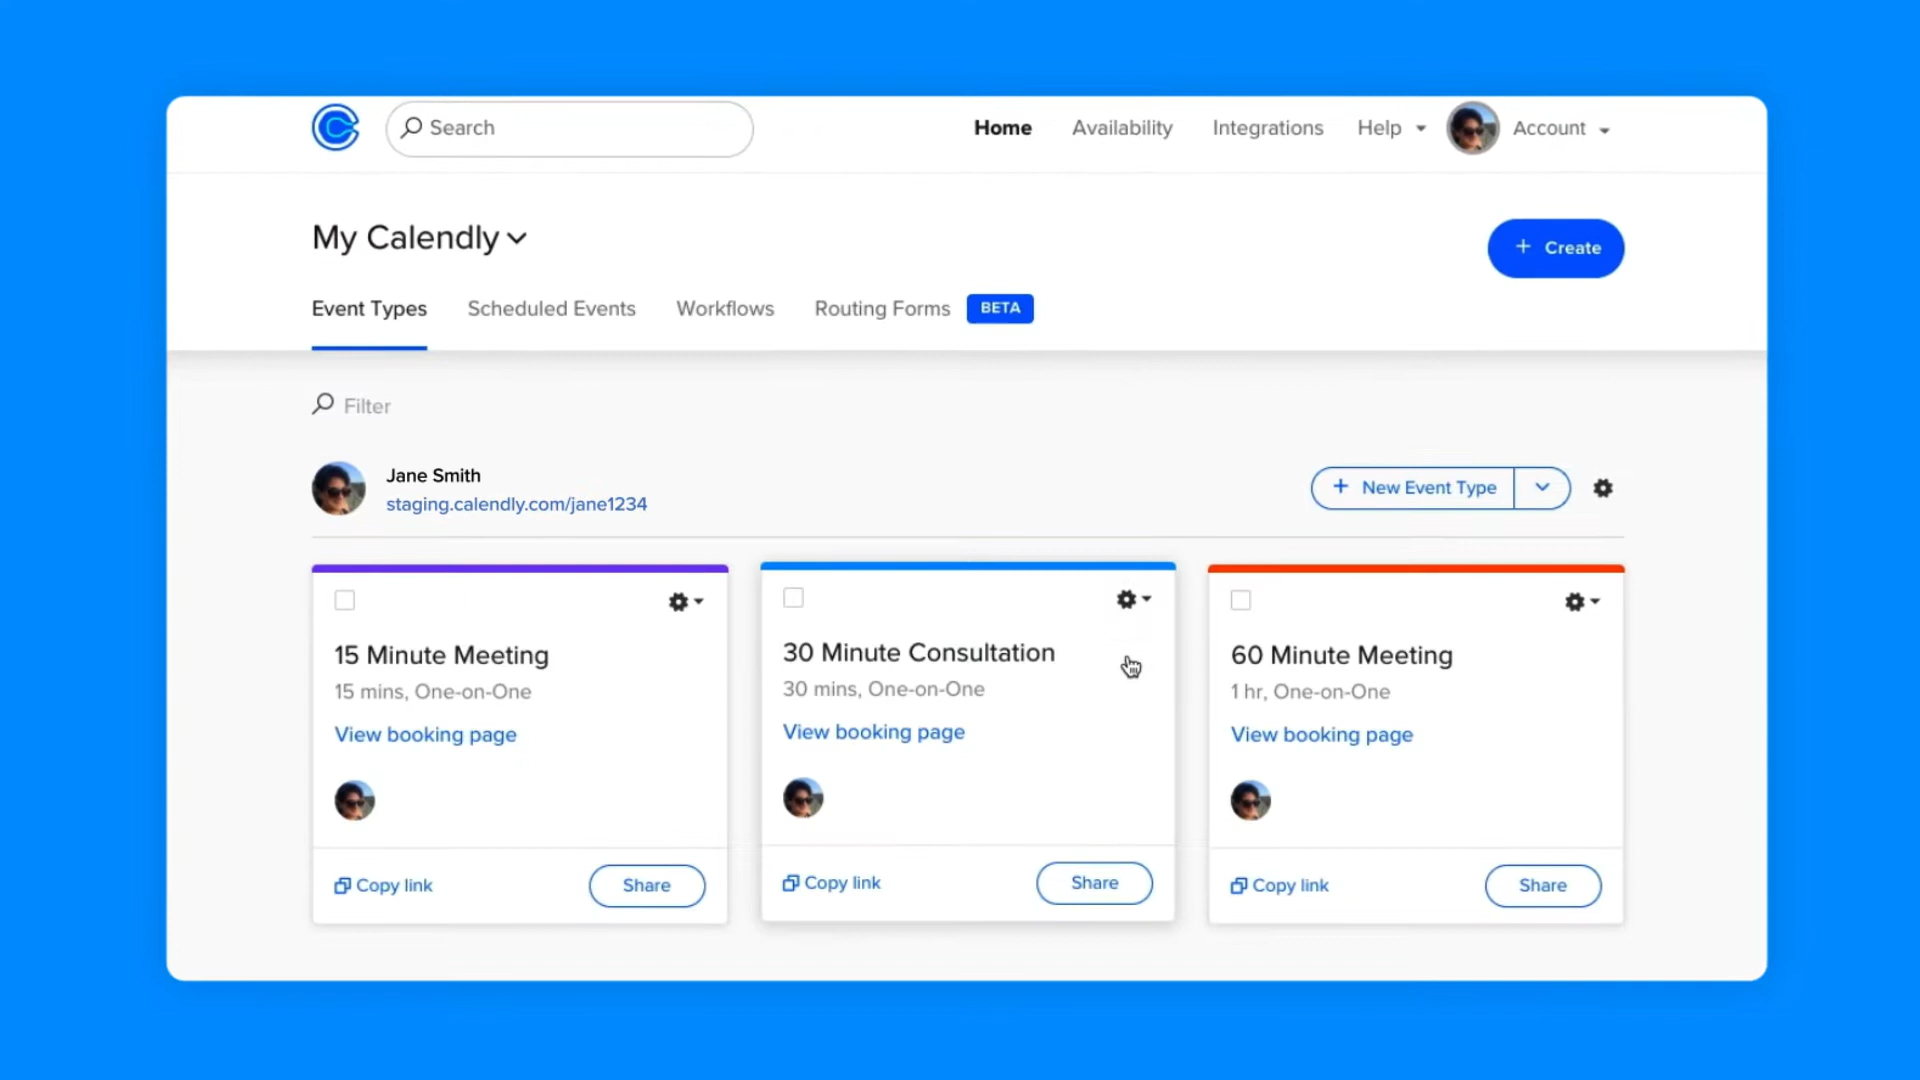 Search
Home Availability Integrations Help Account
My Calendly
+ Create
Event Types Scheduled Events Workflows Routing Forms BETA
Filter
Jane Smith
staging.calendly.com/jane1234
+ New Event Type
15 Minute Meeting
15 mins, One-on-One
View booking page
Copy link Share
30 Minute Consultation
30 mins, One-on-One
View booking page
Copy link Share
60 Minute Meeting
1 hr, One-on-One
View booking page
Copy link Share